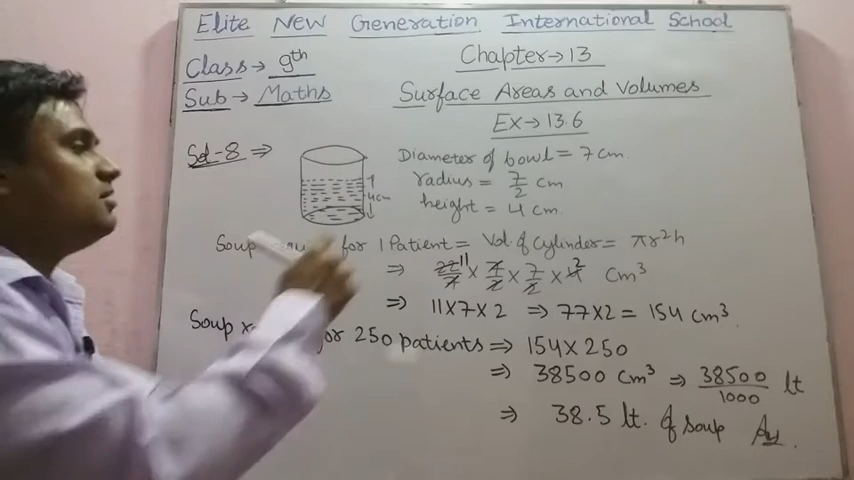 Elite New Generation International School
Class → 9th
Chapter → 13
Sub → Maths
Surface Areas and Volumes
Ex → 13.6
Sol-8 ⇒
4cm
Diameter of bowl = 7 cm.
radius = 7/2 cm
height = 4 cm.
Soup for 1 Patient = Vol. of Cylinder = πr²h
⇒ 22/7 11 × 7/2 × 7/2 × 4 2 cm³
⇒ 11×7×2 ⇒ 77×2 = 154 cm³.
Soup 250 patients ⇒ 154×250
⇒ 38500 cm³ ⇒ 38500/1000 lt
⇒ 38.5 lt. of soup Ans.